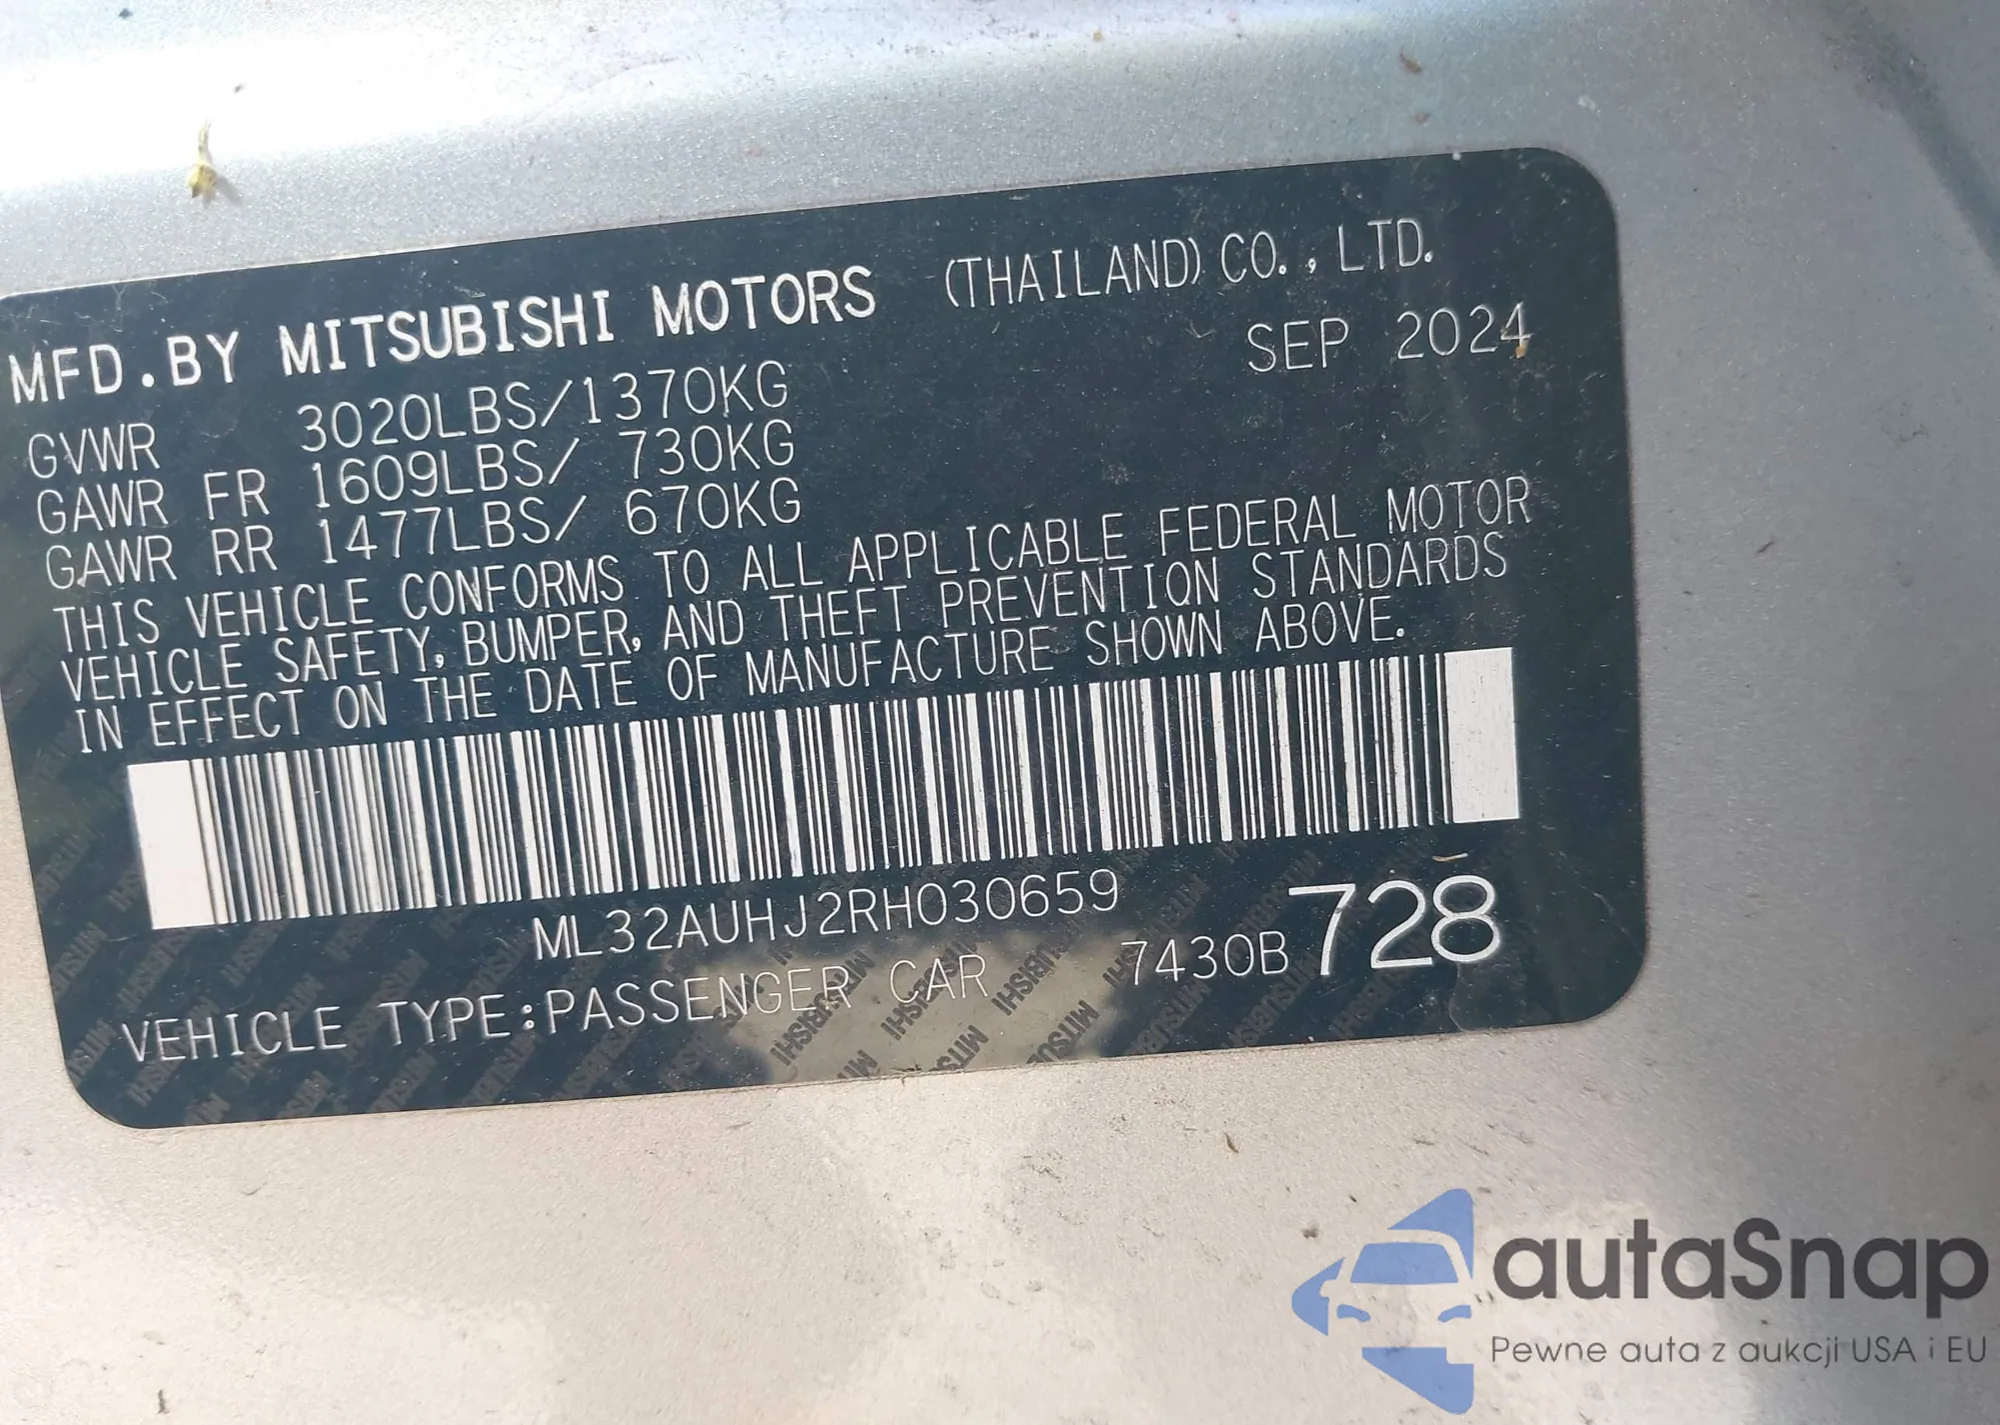 MFD.BY MITSUBISHI MOTORS (THAILAND) CO., LTD.
SEP 2024
GVWR 3020LBS/1370KG
GAWR FR 1609LBS/ 730KG
GAWR RR 1477LBS/ 670KG
THIS VEHICLE CONFORMS TO ALL APPLICABLE FEDERAL MOTOR
VEHICLE SAFETY, BUMPER, AND THEFT PREVENTION STANDARDS
IN EFFECT ON THE DATE OF MANUFACTURE SHOWN ABOVE.
ML32AUHJ2RH030659
7430B 728
VEHICLE TYPE:PASSENGER CAR
autaSnap
Pewne auta z aukcji USA i EU